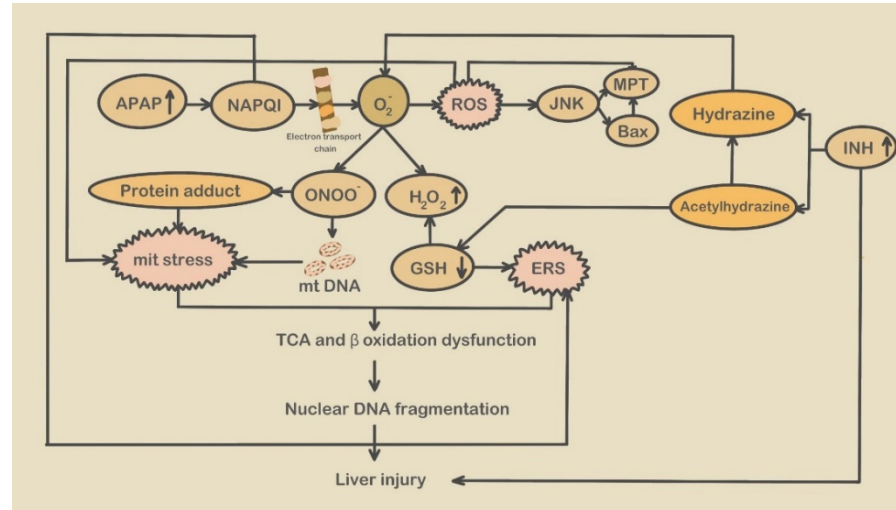 APAP
NAPQI
Electron transport
chain
O₂⁻
ROS
JNK
MPT
Bax
Hydrazine
INH
Protein adduct
ONOO⁻
H₂O₂
Acetylhydrazine
mit stress
mt DNA
GSH
ERS
TCA and β oxidation dysfunction
Nuclear DNA fragmentation
Liver injury